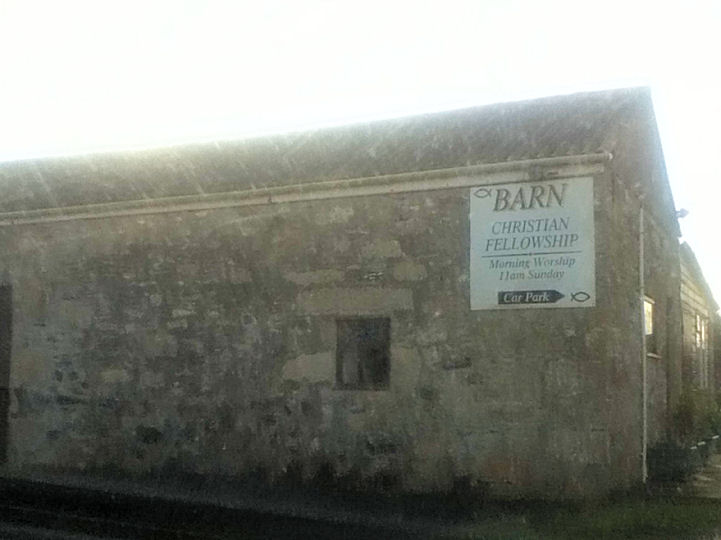 BARN
CHRISTIAN
FELLOWSHIP
Morning Worship
11am Sunday
Car Park